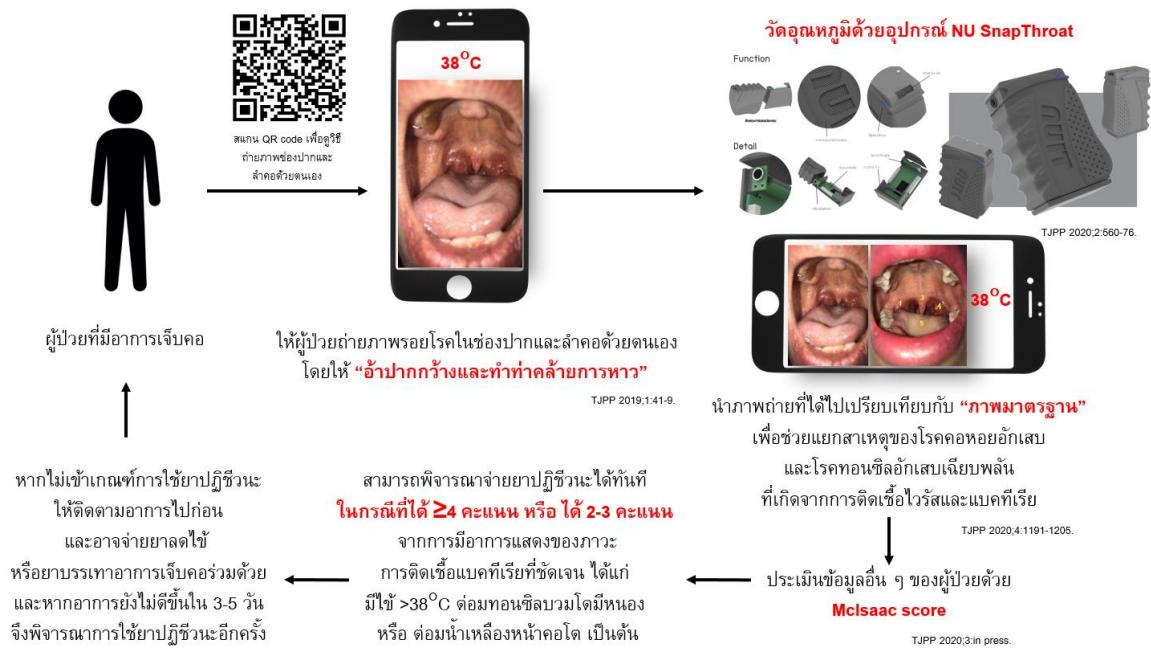 สแกน QR code เพื่อดูวิธี
ถ่ายภาพช่องปากและ
ลำคอด้วยตนเอง
38°C
วัดอุณหภูมิด้วยอุปกรณ์ NU SnapThroat
Function
Detail
TJPP 2020;2:560-76.
1 2 3 4 5
38°C
ผู้ป่วยที่มีอาการเจ็บคอ
ให้ผู้ป่วยถ่ายภาพรอยโรคในช่องปากและลำคอด้วยตนเอง
โดยให้ “อ้าปากกว้างและทำท่าคล้ายการหาว”
TJPP 2019;1:41-9.
นำภาพถ่ายที่ได้ไปเปรียบเทียบกับ “ภาพมาตรฐาน”
เพื่อช่วยแยกสาเหตุของโรคคอหอยอักเสบ
และโรคทอนซิลอักเสบเฉียบพลัน
ที่เกิดจากการติดเชื้อไวรัสและแบคทีเรีย
TJPP 2020;4:1191-1205.
ประเมินข้อมูลอื่น ๆ ของผู้ป่วยด้วย
McIsaac score
TJPP 2020;3:in press.
สามารถพิจารณาจ่ายยาปฏิชีวนะได้ทันที
ในกรณีที่ได้ ≥4 คะแนน หรือ ได้ 2-3 คะแนน
จากการมีอาการแสดงของภาวะ
การติดเชื้อแบคทีเรียที่ชัดเจน ได้แก่
มีไข้ >38°C ต่อมทอนซิลบวมโตมีหนอง
หรือ ต่อมน้ำเหลืองหน้าคอโต เป็นต้น
หากไม่เข้าเกณฑ์การใช้ยาปฏิชีวนะ
ให้ติดตามอาการไปก่อน
และอาจจ่ายยาลดไข้
หรือยาบรรเทาอาการเจ็บคอร่วมด้วย
และหากอาการยังไม่ดีขึ้นใน 3-5 วัน
จึงพิจารณาการใช้ยาปฏิชีวนะอีกครั้ง